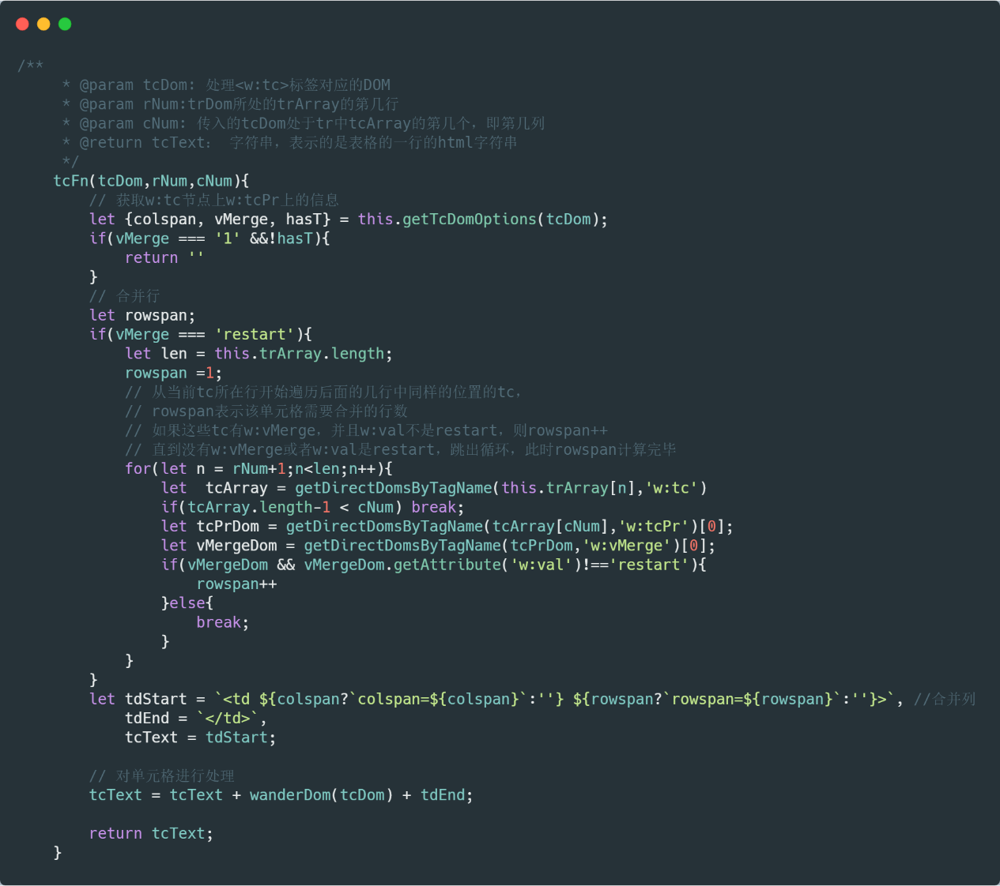 /**
     * @param tcDom: 处理<w:tc>标签对应的DOM
     * @param rNum:trDom所处的trArray的第几行
     * @param cNum: 传入的tcDom处于tr中tcArray的第几个，即第几列
     * @return tcText： 字符串，表示的是表格的一行的html字符串
     */
    tcFn(tcDom,rNum,cNum){
        // 获取w:tc节点上w:tcPr上的信息
        let {colspan, vMerge, hasT} = this.getTcDomOptions(tcDom);
        if(vMerge === '1' &&!hasT){
            return ''
        }
        // 合并行
        let rowspan;
        if(vMerge === 'restart'){
            let len = this.trArray.length;
            rowspan =1;
            // 从当前tc所在行开始遍历后面的几行中同样的位置的tc，
            // rowspan表示该单元格需要合并的行数
            // 如果这些tc有w:vMerge，并且w:val不是restart，则rowspan++
            // 直到没有w:vMerge或者w:val是restart，跳出循环，此时rowspan计算完毕
            for(let n = rNum+1;n<len;n++){
                let  tcArray = getDirectDomsByTagName(this.trArray[n],'w:tc')
                if(tcArray.length-1 < cNum) break;
                let tcPrDom = getDirectDomsByTagName(tcArray[cNum],'w:tcPr')[0];
                let vMergeDom = getDirectDomsByTagName(tcPrDom,'w:vMerge')[0];
                if(vMergeDom && vMergeDom.getAttribute('w:val')!=='restart'){
                    rowspan++
                }else{
                    break;
                }
            }
        }
        let tdStart = `<td ${colspan?`colspan=${colspan}`:''} ${rowspan?`rowspan=${rowspan}`:''}>`, //合并列
            tdEnd = `</td>`,
            tcText = tdStart;

        // 对单元格进行处理
        tcText = tcText + wanderDom(tcDom) + tdEnd;

        return tcText;
    }